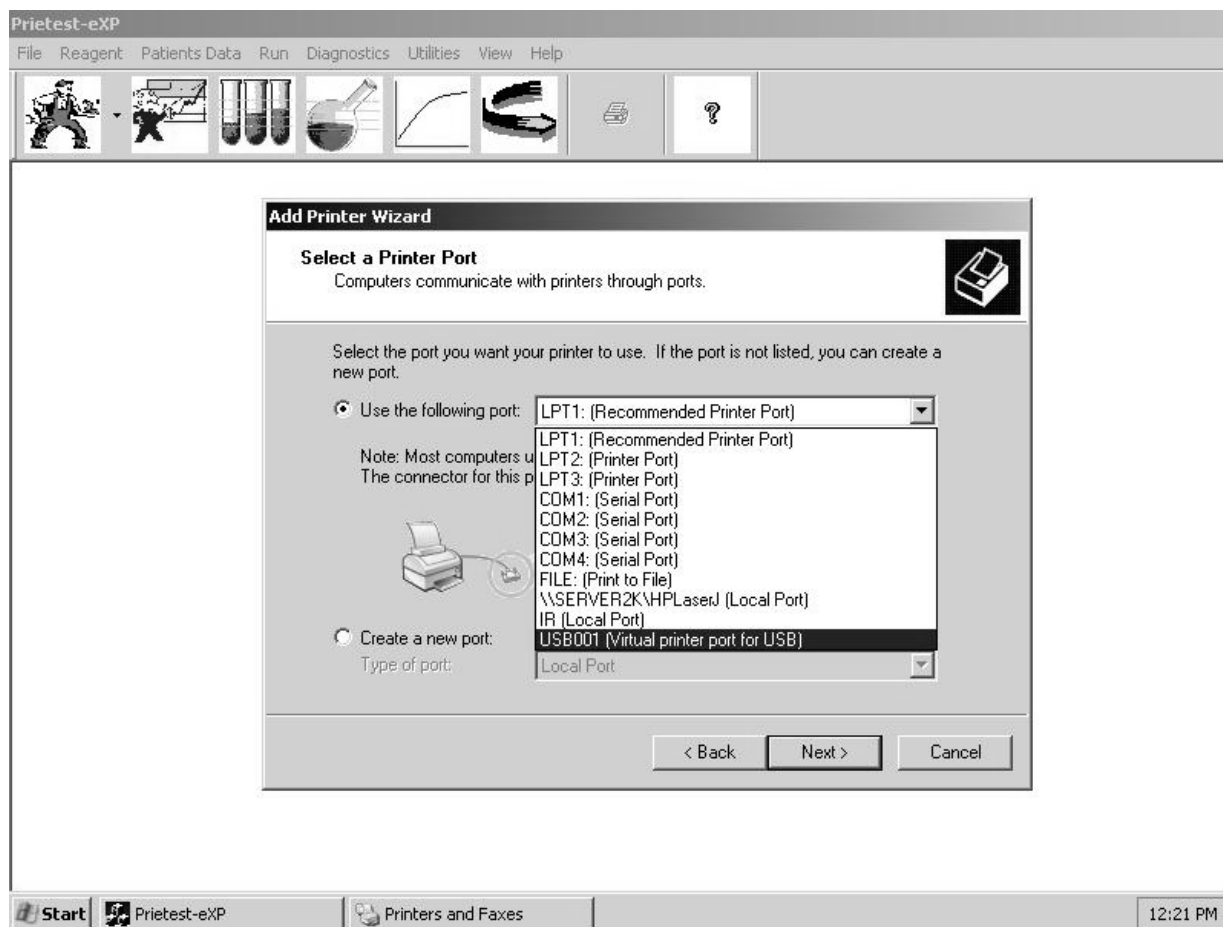 Prietest-eXP
File Reagent Patients Data Run Diagnostics Utilities View Help
?
Add Printer Wizard
Select a Printer Port
Computers communicate with printers through ports.
Select the port you want your printer to use. If the port is not listed, you can create a
new port.
Use the following port: LPT1: (Recommended Printer Port)
LPT1: (Recommended Printer Port)
Note: Most computers u LPT2: (Printer Port)
The connector for this p LPT3: (Printer Port)
COM1: (Serial Port)
COM2: (Serial Port)
COM3: (Serial Port)
COM4: (Serial Port)
FILE: (Print to File)
\\SERVER2K\HPLaserJ (Local Port)
IR (Local Port)
Create a new port: USB001 (Virtual printer port for USB)
Type of port: Local Port
< Back Next > Cancel
Start Prietest-eXP Printers and Faxes 12:21 PM